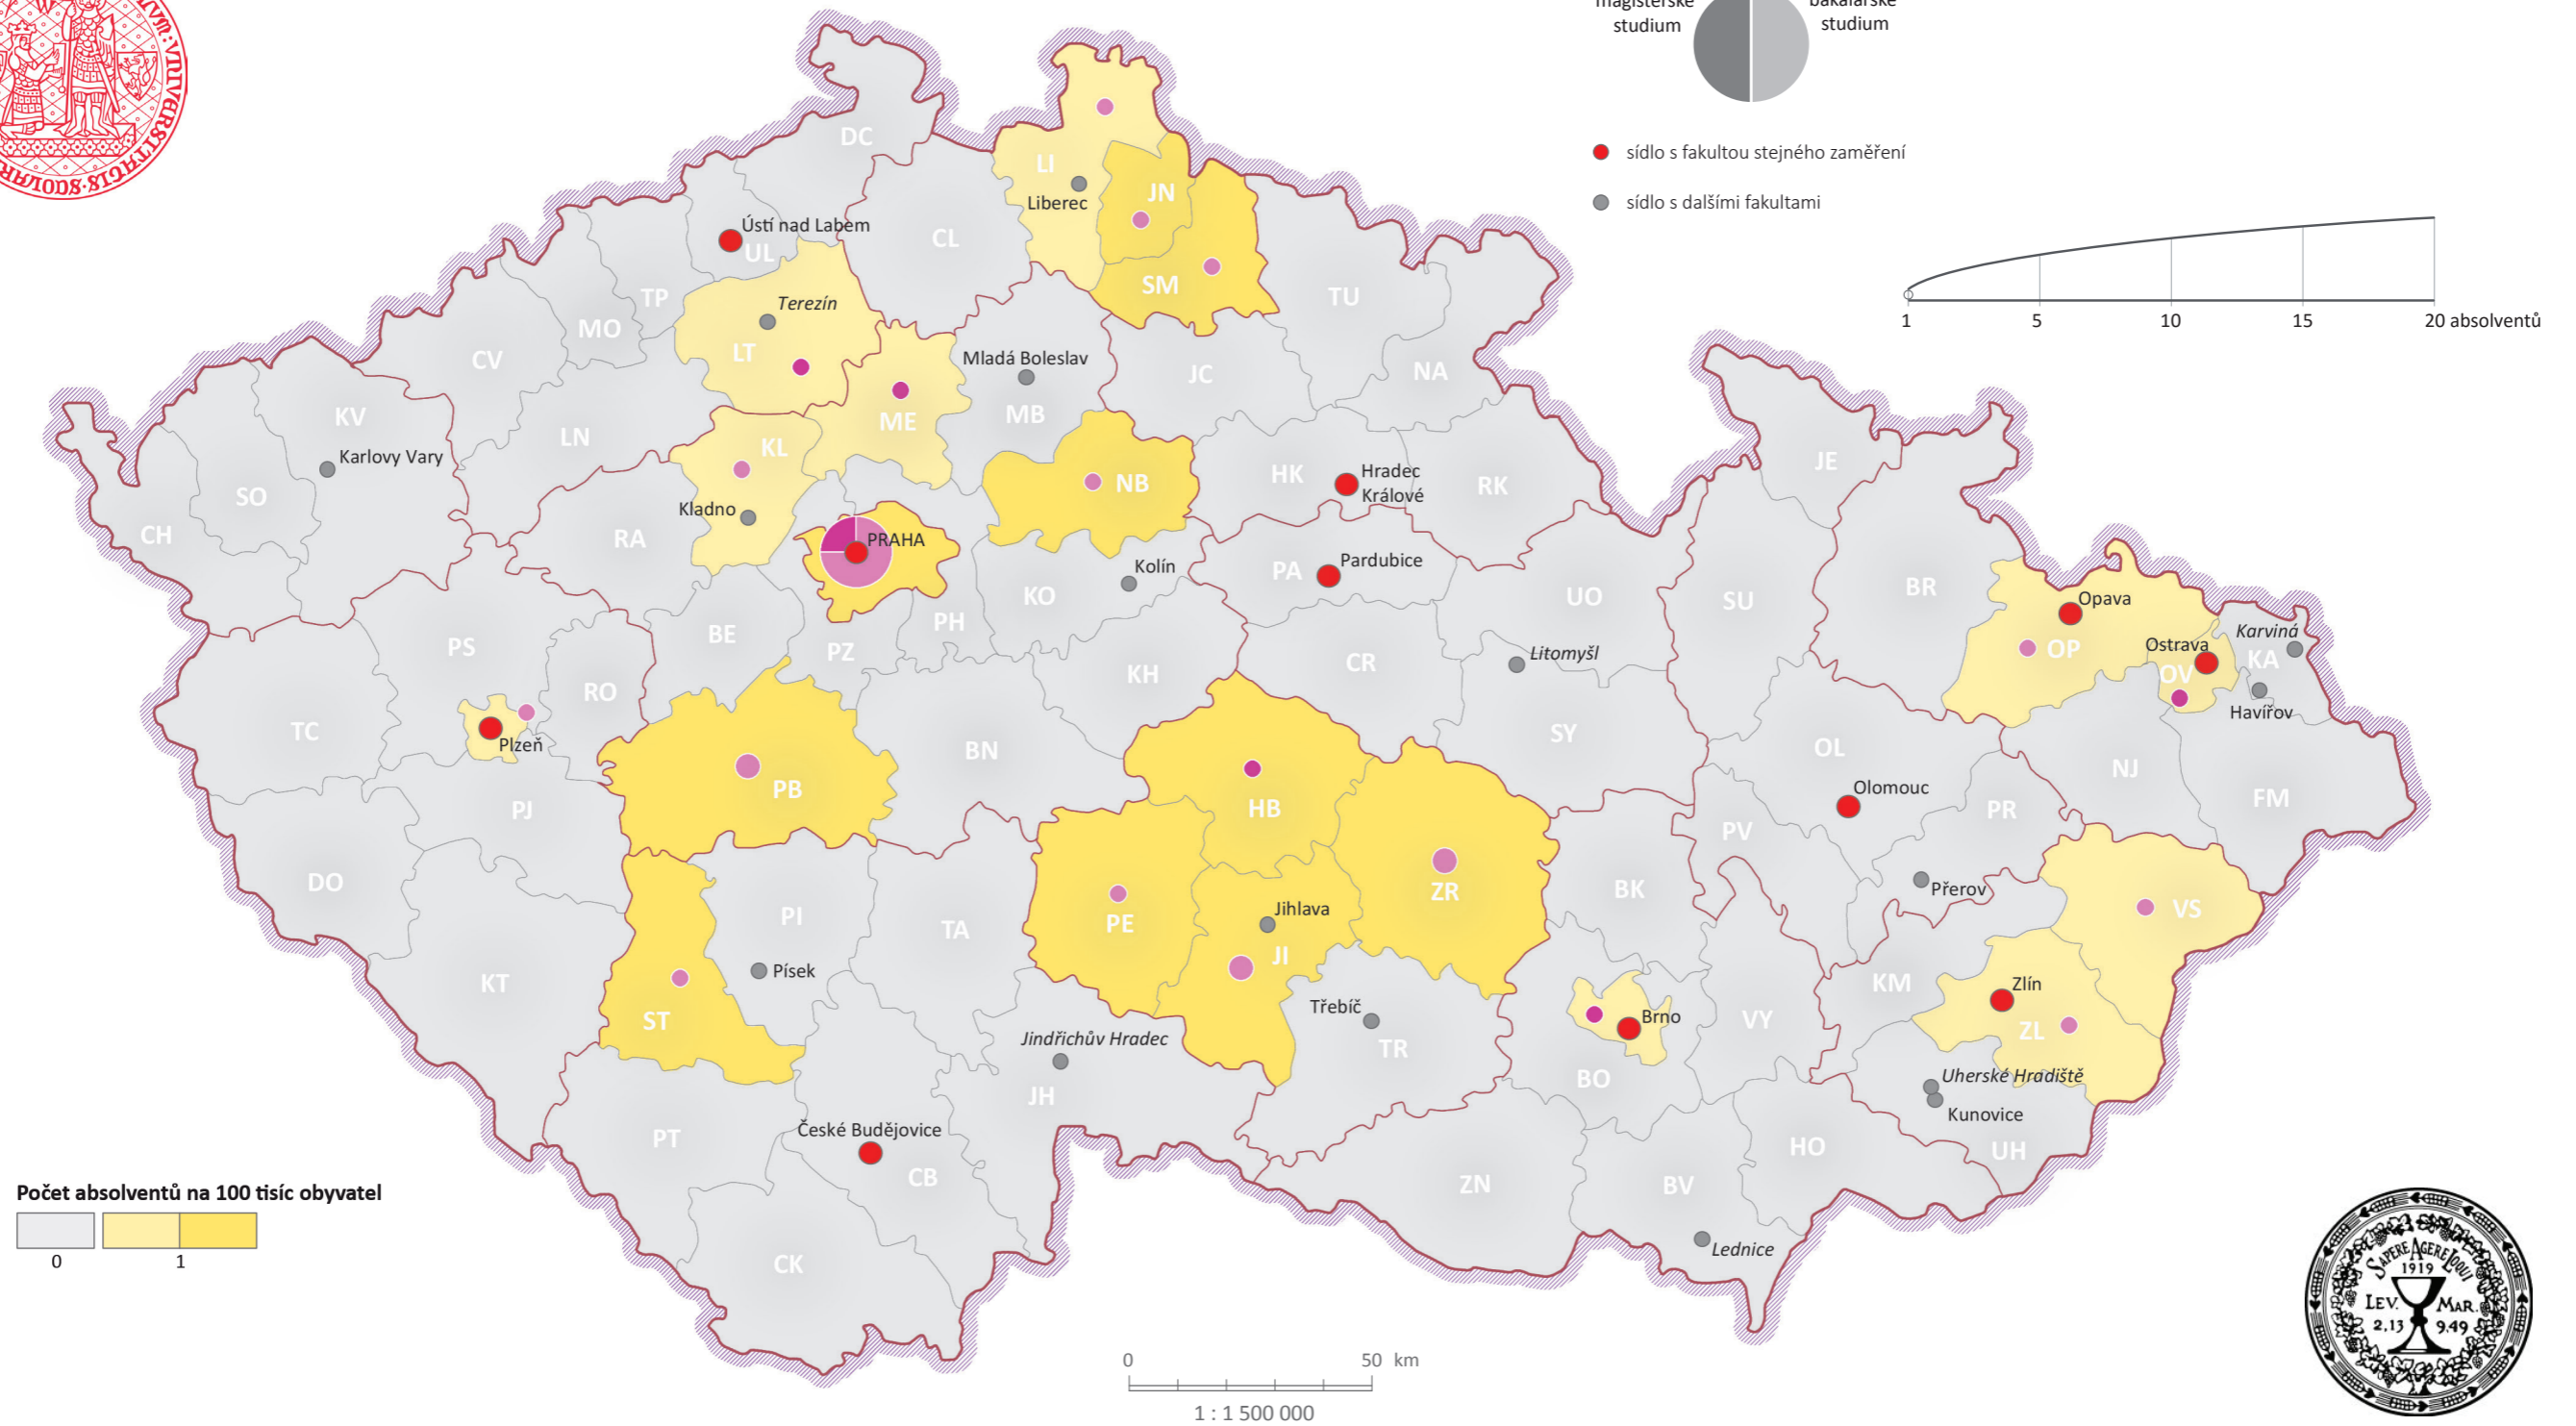 magisterské
studium
bakalářské
studium
sídlo s fakultou stejného zaměření
sídlo s dalšími fakultami
1 5 10 15 20 absolventů
DC
LI
Liberec
JN
SM
Ústí nad Labem
UL
CL
TP
MO
Terezín
LT
TU
CV
Mladá Boleslav
MB
JC
NA
KV
Karlovy Vary
LN
ME
KL
Kladno
NB
HK
Hradec
Králové
RK
JE
SO
CH
RA
PRAHA
Kolín
KO
PA
Pardubice
UO
SU
BR
Opava
OP
Ostrava
OV
Karviná
KA
Havířov
PS
BE
PZ
PH
KH
CR
Litomyšl
RO
TC
Plzeň
PJ
PB
BN
SY
OL
Olomouc
NJ
FM
HB
PV
PR
DO
PI
Písek
TA
PE
Jihlava
JI
ZR
BK
Přerov
VS
KT
ST
Třebíč
TR
Brno
BO
VY
KM
Zlín
ZL
Jindřichův Hradec
JH
Uherské Hradiště
Kunovice
UH
PT
České Budějovice
CB
HO
ZN
BV
Lednice
CK
Počet absolventů na 100 tisíc obyvatel
0 1
0 50 km
1 : 1 500 000
SAPERE AGERE LOQUI
1919
LEV. MAR.
2,13 9,49